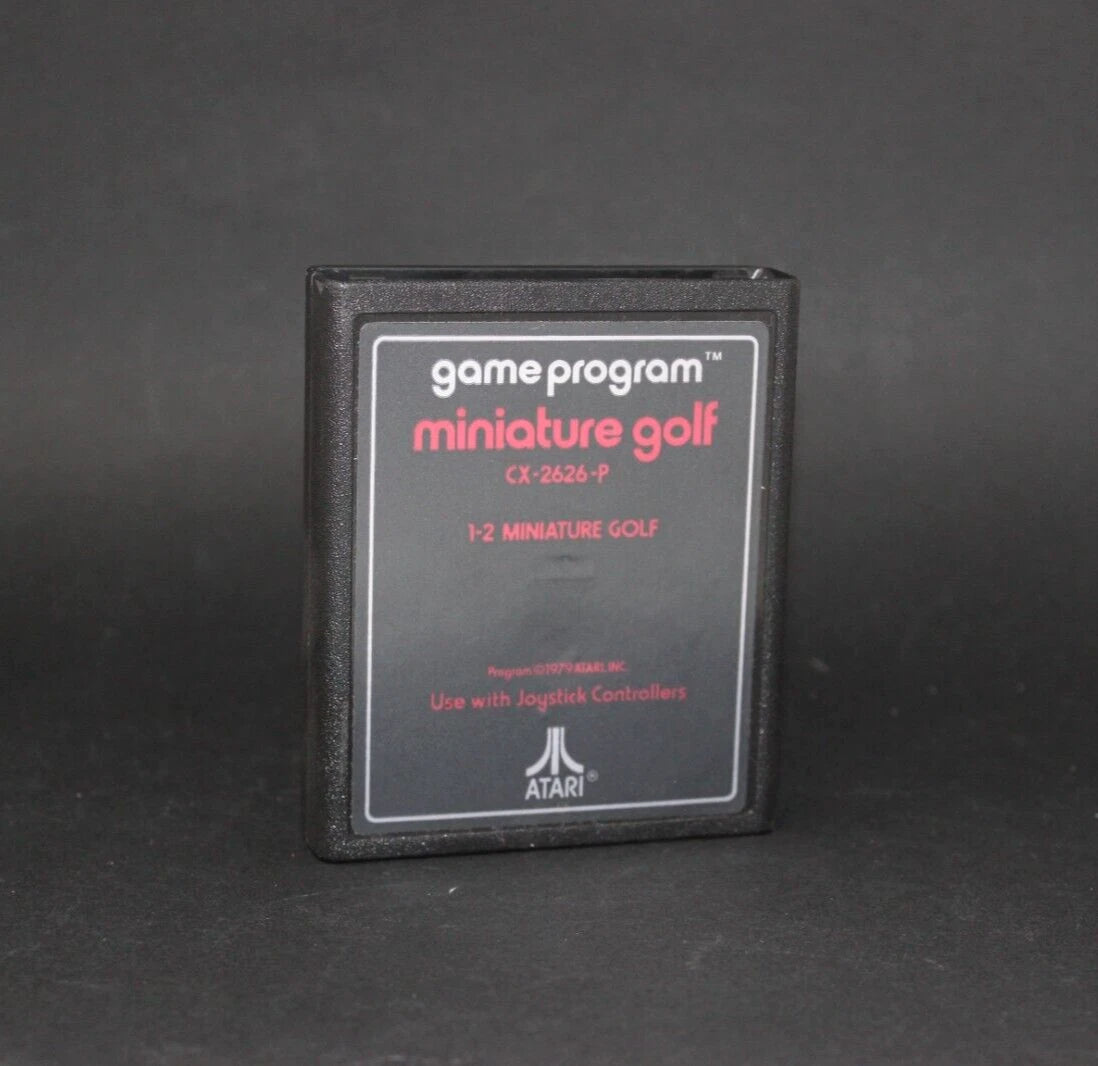 game program™
miniature golf
CX-2626-P
1-2 MINIATURE GOLF
Program ©1979 ATARI, INC.
Use with Joystick Controllers
ATARI®